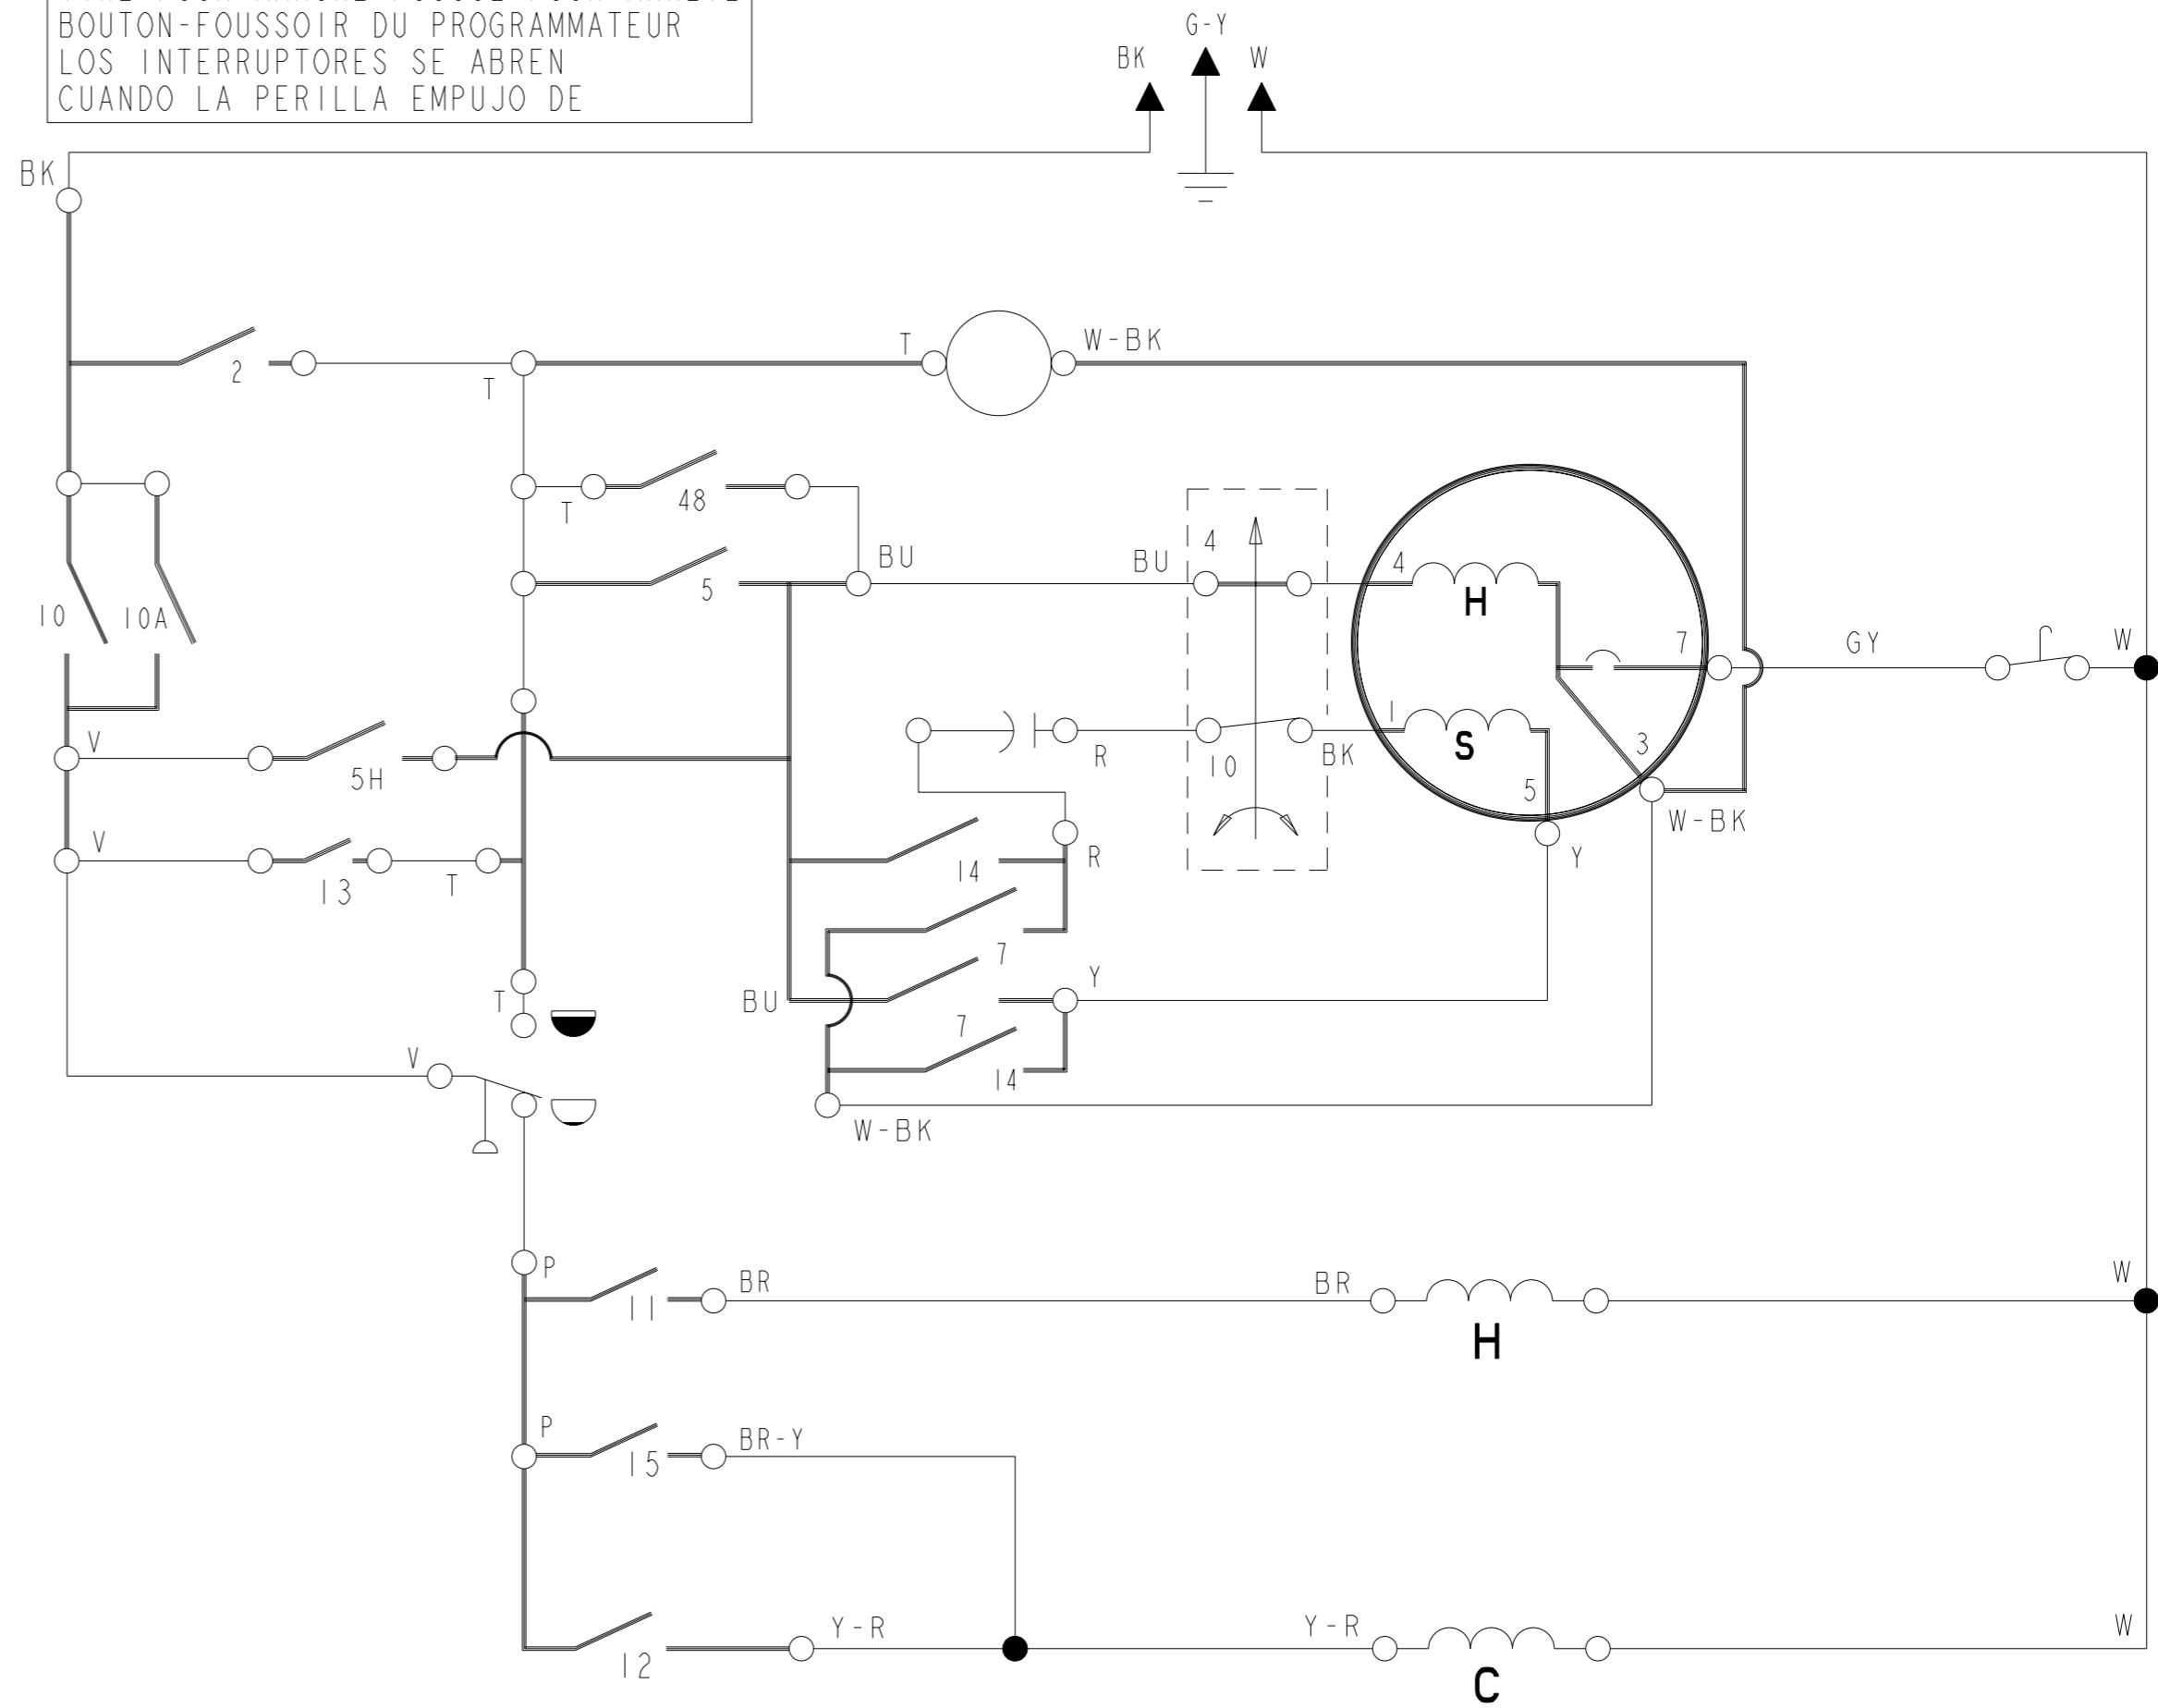 BOUTON-FOUSSOIR DU PROGRAMMATEUR
LOS INTERRUPTORES SE ABREN
CUANDO LA PERILLA EMPUJO DE
G-Y
BK
W
BK
2
T
T
W-BK
T
48
BU
BU
4
4
H
5
10
10A
7
GY
W
V
5H
R
10
BK
1
S
3
5
W-BK
V
13
T
14
R
Y
7
T
BU
7
Y
V
14
W-BK
P
11
BR
BR
H
W
P
15
BR-Y
12
Y-R
Y-R
C
W